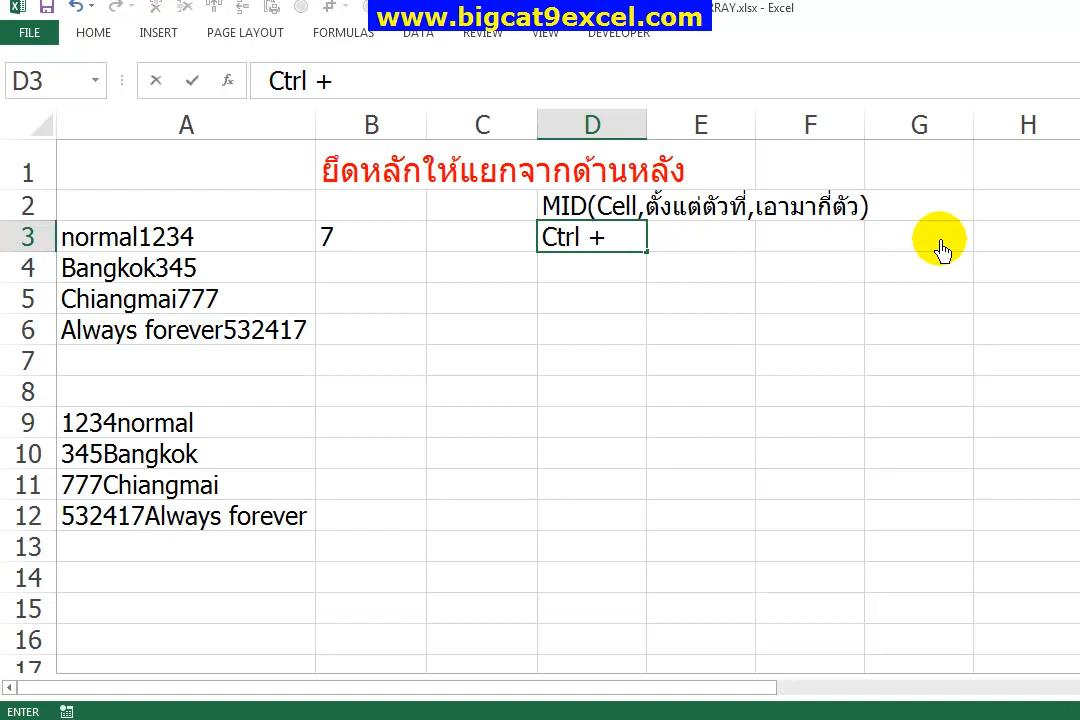 www.bigcat9excel.com
RRAY.xlsx - Excel
FILE HOME INSERT PAGE LAYOUT FORMULAS DATA REVIEW VIEW DEVELOPER
D3 fx Ctrl +
A B C D E F G H
1 ยึดหลักให้แยกจากด้านหลัง
2 MID(Cell,ตั้งแต่ตัวที่,เอามากี่ตัว)
3 normal1234 7 Ctrl +
4 Bangkok345
5 Chiangmai777
6 Always forever532417
7
8
9 1234normal
10 345Bangkok
11 777Chiangmai
12 532417Always forever
13
14
15
16
17
ENTER